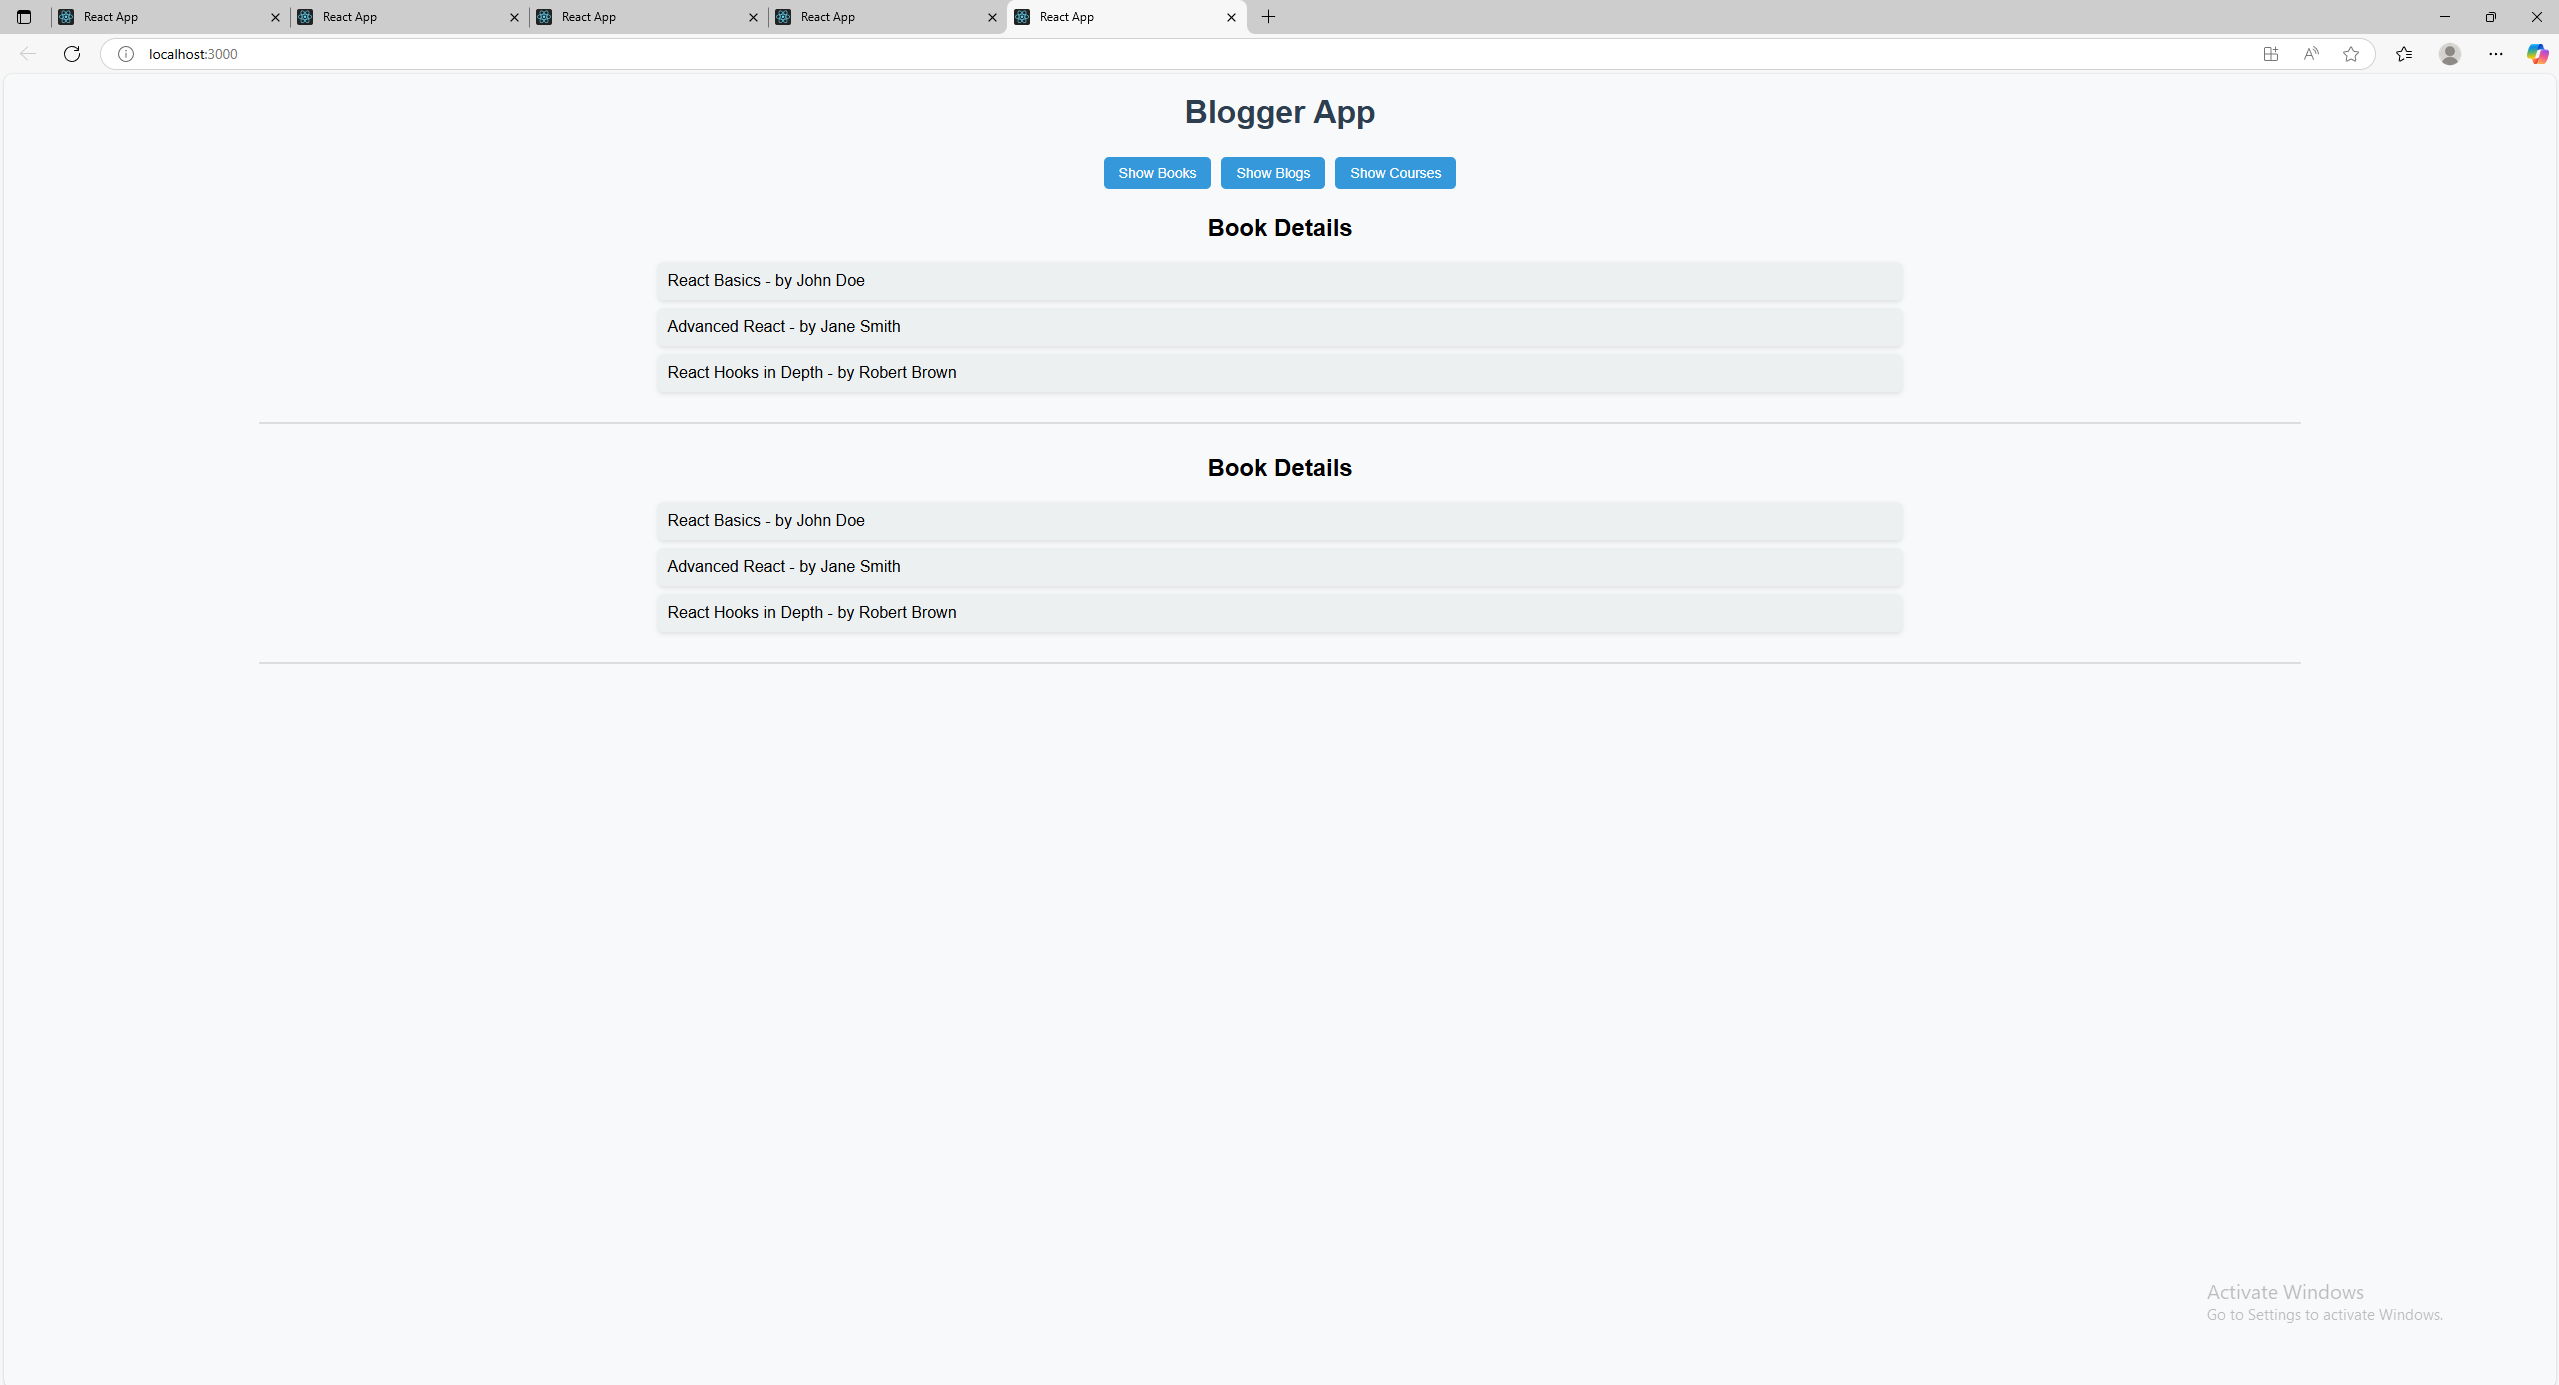 React App
React App
React App
React App
React App
localhost:3000
Blogger App
Show Books
Show Blogs
Show Courses
Book Details
React Basics - by John Doe
Advanced React - by Jane Smith
React Hooks in Depth - by Robert Brown
Book Details
React Basics - by John Doe
Advanced React - by Jane Smith
React Hooks in Depth - by Robert Brown
Activate Windows
Go to Settings to activate Windows.